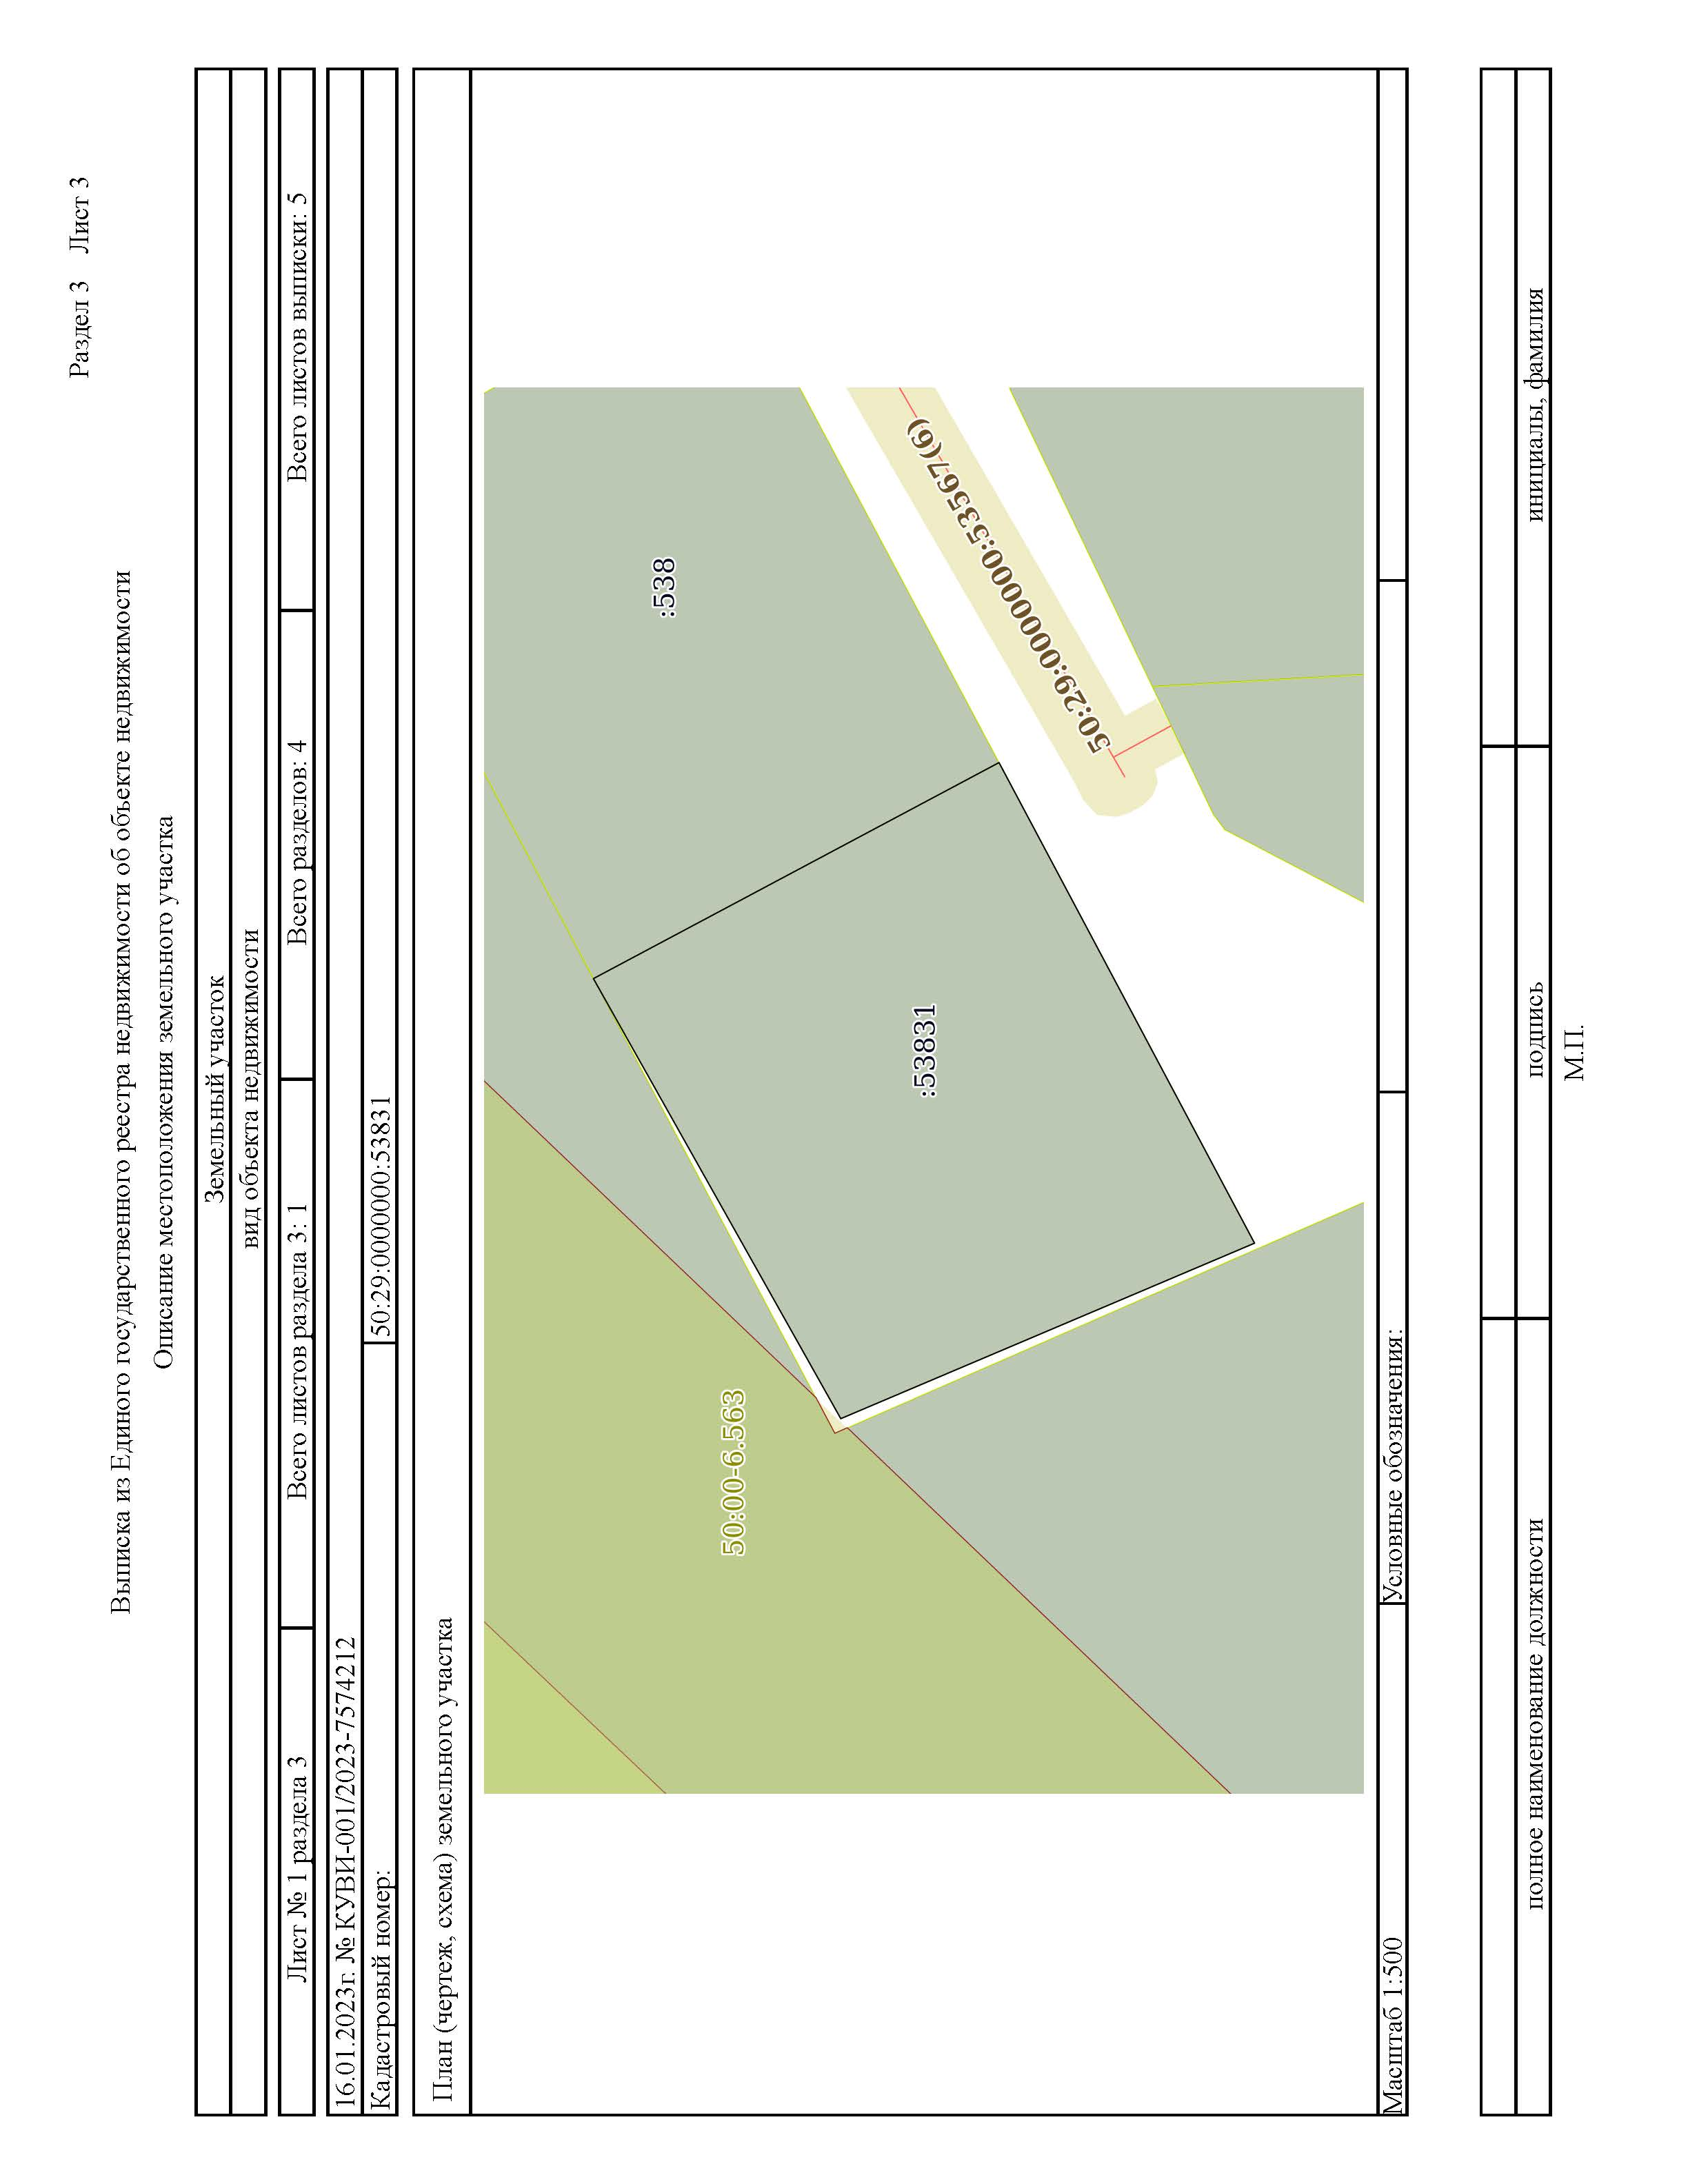 Раздел 3 Лист 3
Выписка из Единого государственного реестра недвижимости об объекте недвижимости
Описание местоположения земельного участка
Земельный участок
вид объекта недвижимости
Лист № 1 раздела 3 Всего листов раздела 3: 1 Всего разделов: 4 Всего листов выписки: 5
16.01.2023г. № КУВИ-001/2023-7574212
Кадастровый номер: 50:29:0000000:53831
План (чертеж, схема) земельного участка
:538
50:00-6.563
:53831
50:29:0000000:53567(6)
Масштаб 1:500 Условные обозначения:
полное наименование должности подпись инициалы, фамилия
М.П.